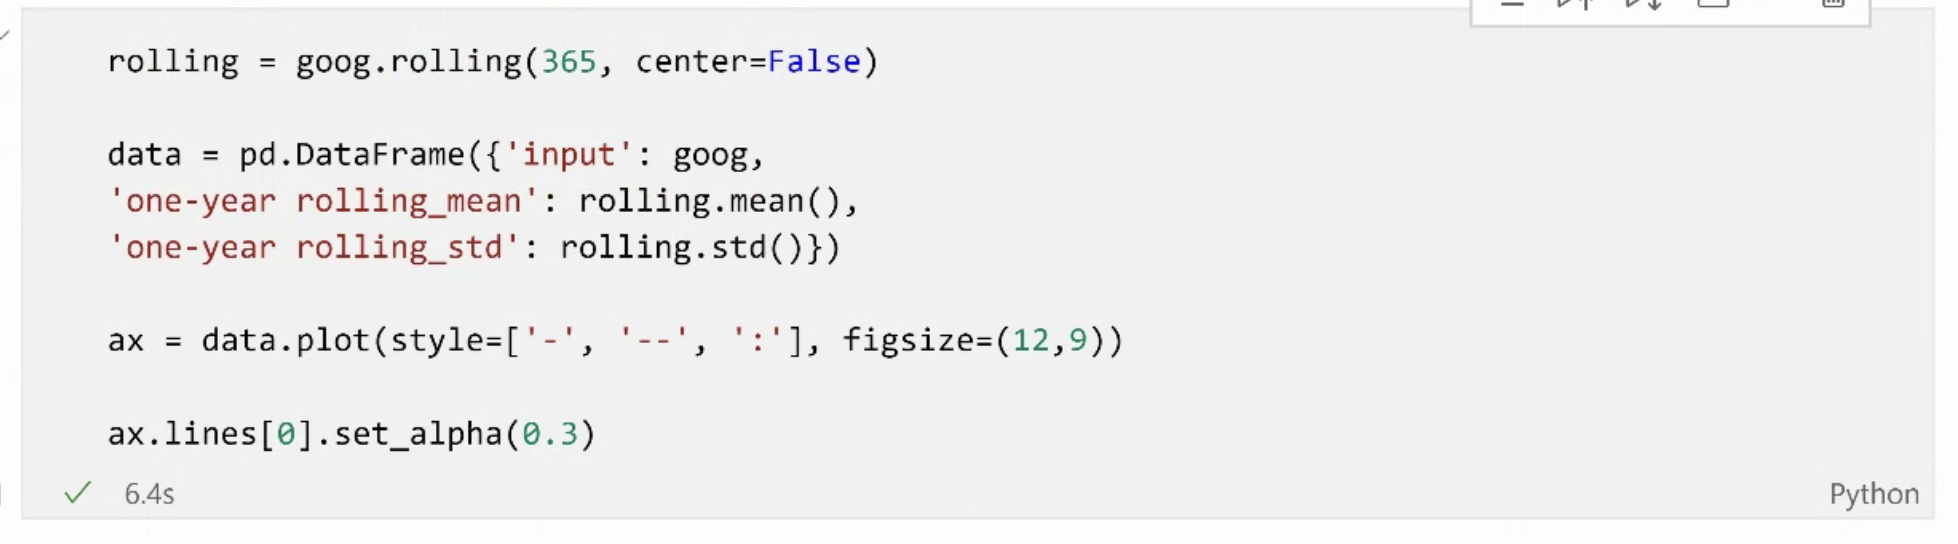 rolling = goog.rolling(365, center=False)
data = pd.DataFrame({'input': goog,
'one-year rolling_mean': rolling.mean(),
'one-year rolling_std': rolling.std()})
ax = data.plot(style=['-', '--', ':'], figsize=(12,9))
ax.lines[0].set_alpha(0.3)
6.4s
Python